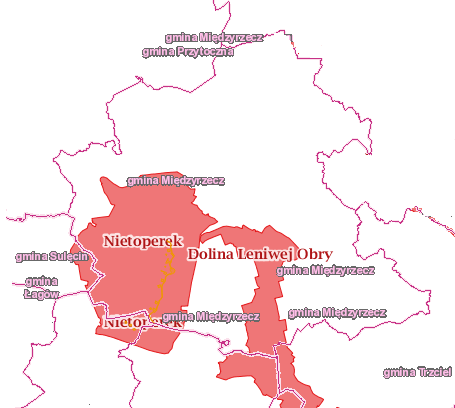 gmina Międzyrzecz
gmina Przytoczna
gmina Międzyrzecz
Nietoperek
Dolina Leniwej Obry
gmina Sulęcin
gmina Międzyrzecz
gmina
Łagów
gmina Międzyrzecz
gmina Międzyrzecz
Nietoperek
gmina Trzciel